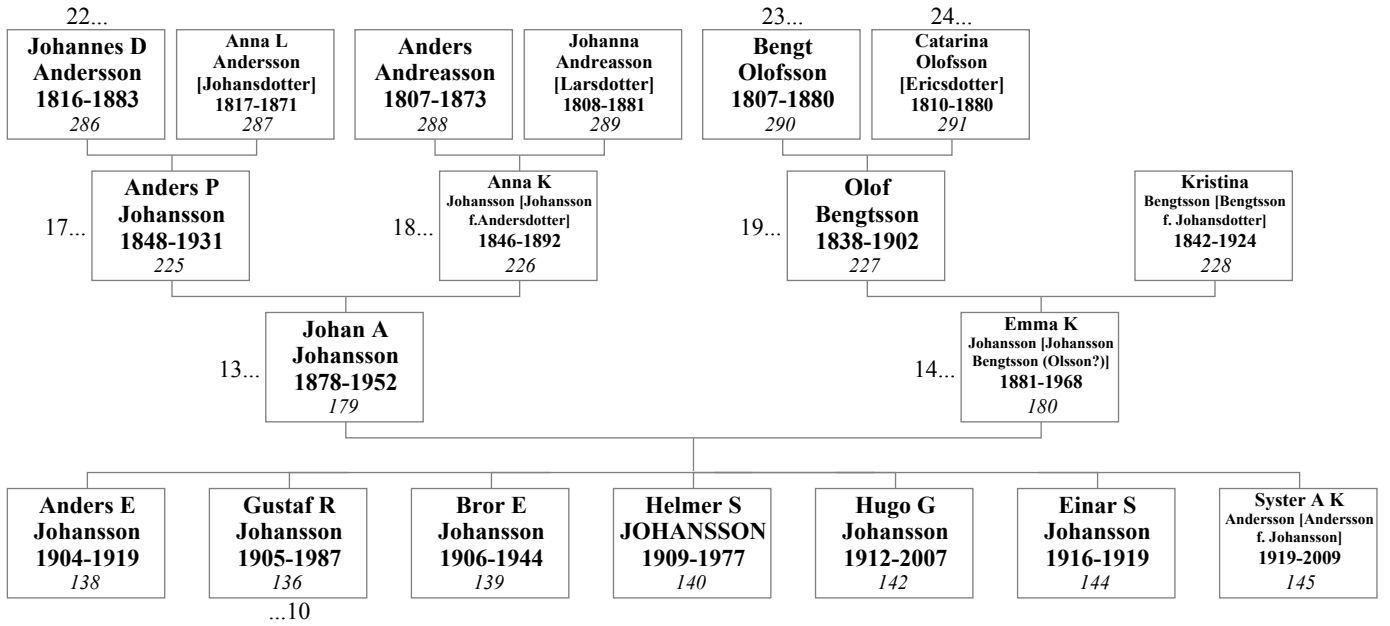 22...
23...
24...
Johannes D
Andersson
1816-1883
286
Anna L
Andersson
[Johansdotter]
1817-1871
287
Anders
Andreasson
1807-1873
288
Johanna
Andreasson
[Larsdotter]
1808-1881
289
Bengt
Olofsson
1807-1880
290
Catarina
Olofsson
[Ericsdotter]
1810-1880
291
17...
Anders P
Johansson
1848-1931
225
18...
Anna K
Johansson [Johansson
f.Andersdotter]
1846-1892
226
19...
Olof
Bengtsson
1838-1902
227
Kristina
Bengtsson [Bengtsson
f. Johansdotter]
1842-1924
228
13...
Johan A
Johansson
1878-1952
179
14...
Emma K
Johansson [Johansson
Bengtsson (Olsson?)]
1881-1968
180
Anders E
Johansson
1904-1919
138
Gustaf R
Johansson
1905-1987
136
Bror E
Johansson
1906-1944
139
Helmer S
JOHANSSON
1909-1977
140
Hugo G
Johansson
1912-2007
142
Einar S
Johansson
1916-1919
144
Syster A K
Andersson [Andersson
f. Johansson]
1919-2009
145
...10